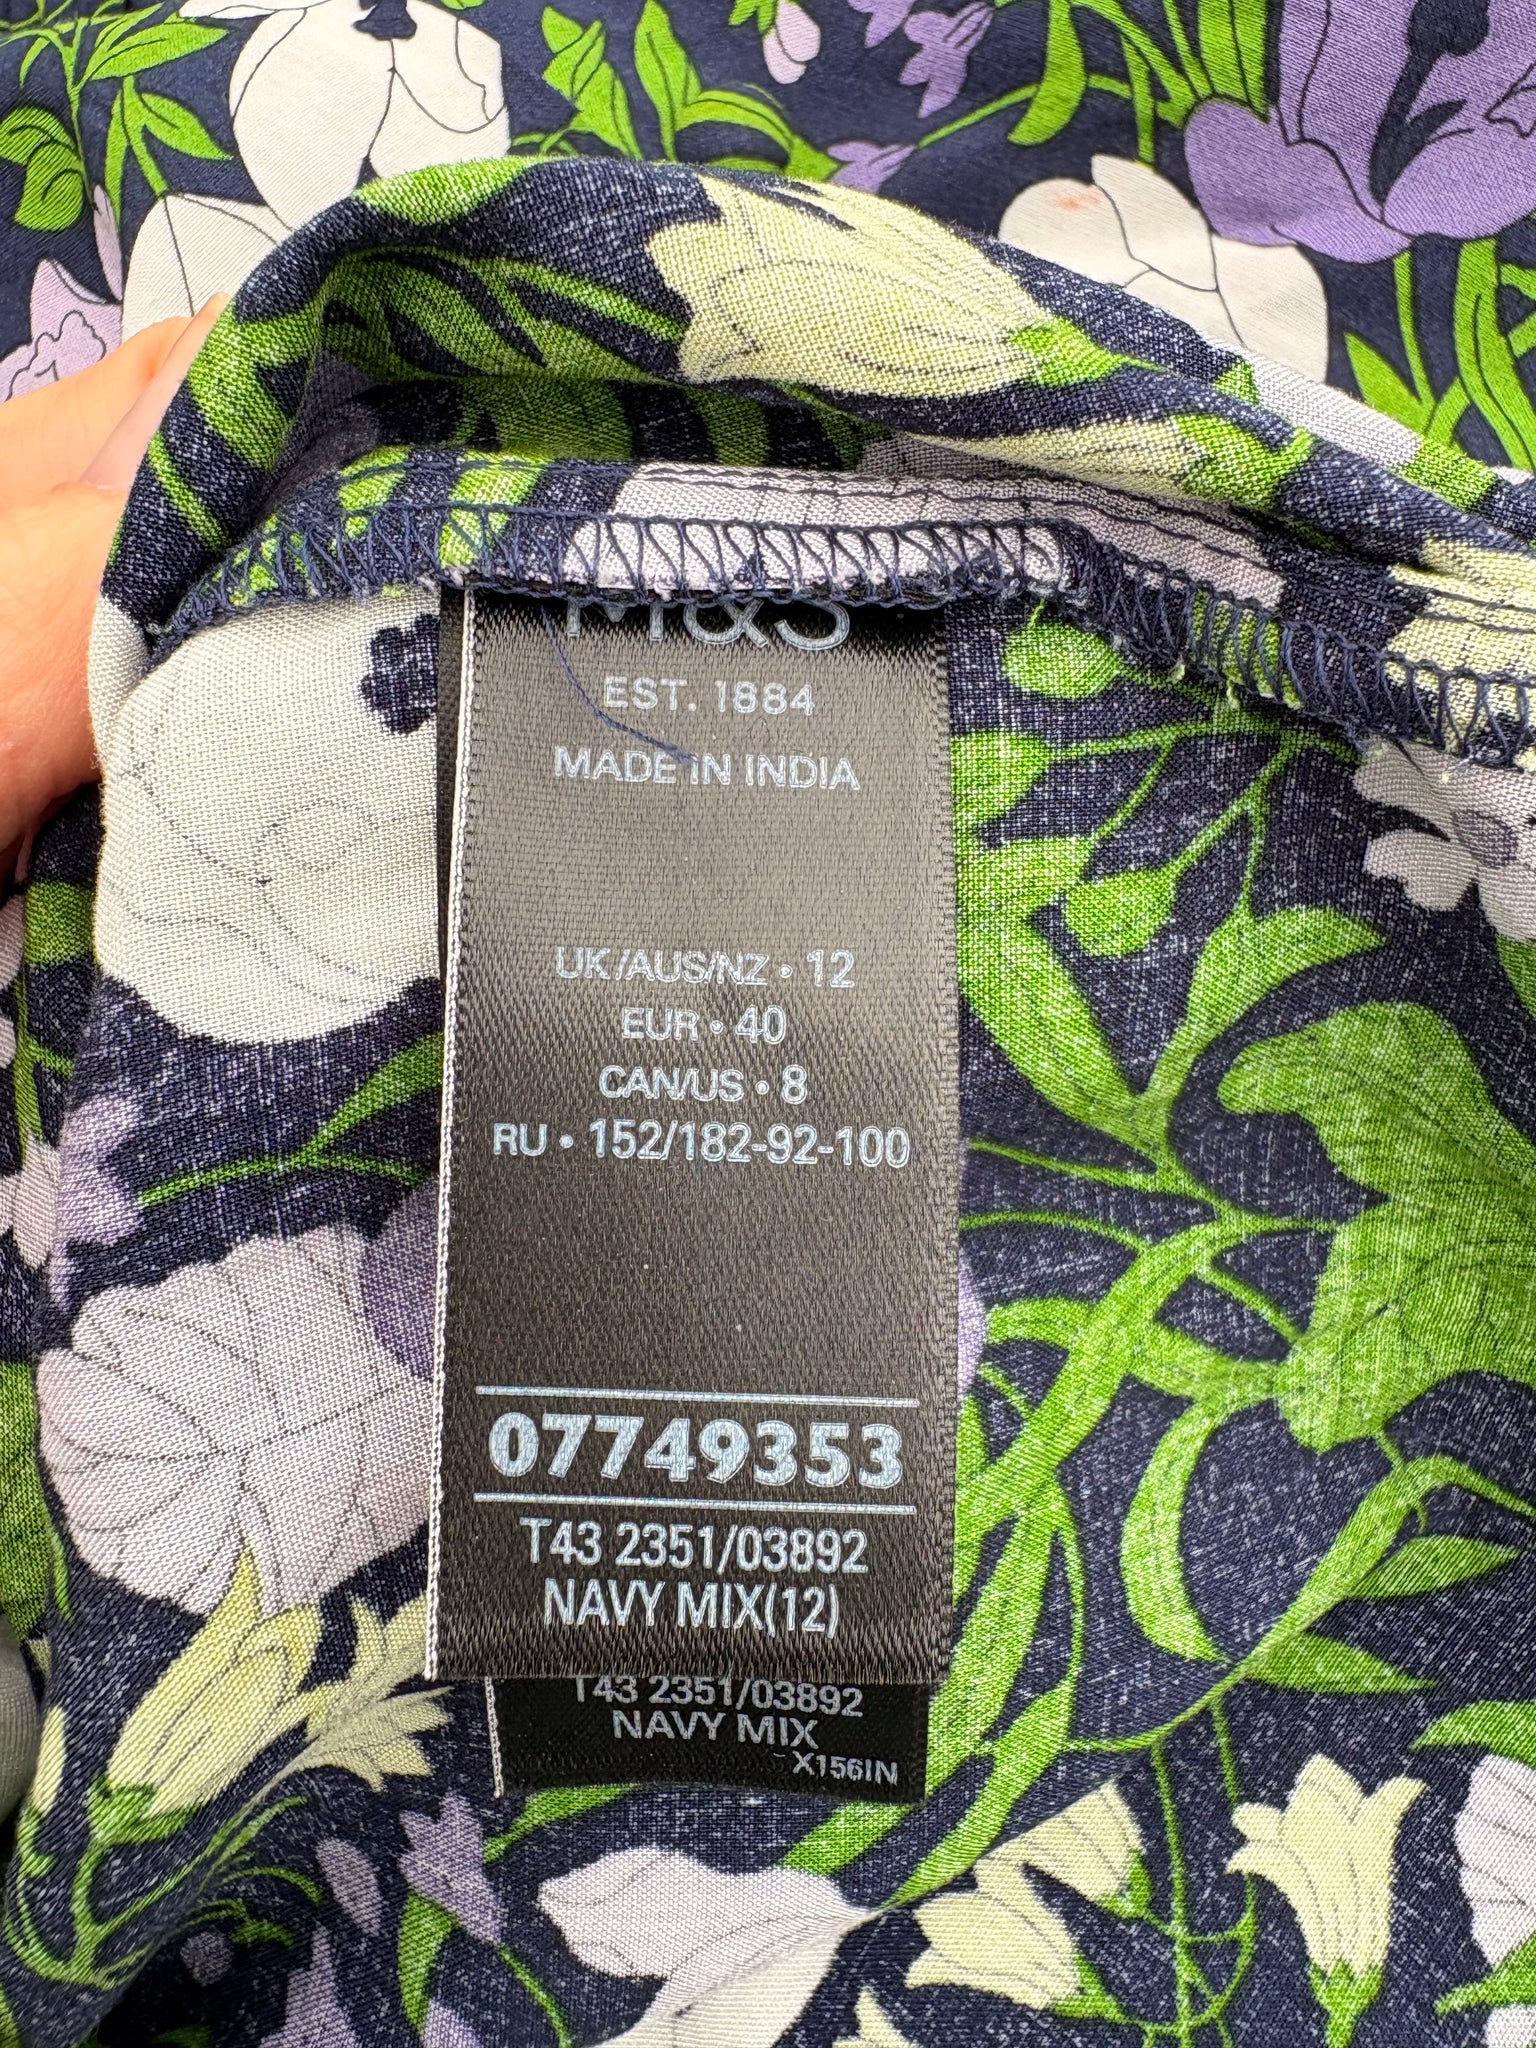 M&S
EST. 1884
MADE IN INDIA
UK/AUS/NZ • 12
EUR • 40
CAN/US • 8
RU • 152/182-92-100
07749353
T43 2351/03892
NAVY MIX(12)
T43 2351/03892
NAVY MIX
X156IN